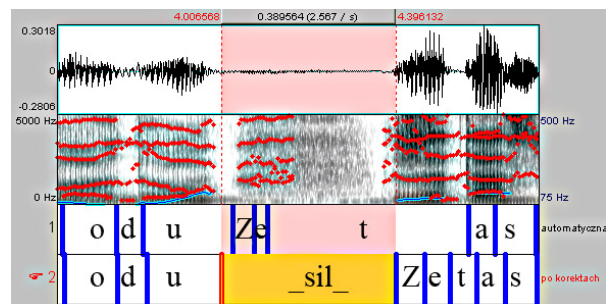 4.006568 0.389564 (2.567 / s) 4.396132
0.3018
0
-0.2806
5000 Hz 500 Hz
0 Hz 75 Hz
1 o d u Z e t a s automatyczna
2 o d u _sil_ Z e t a s po korektach